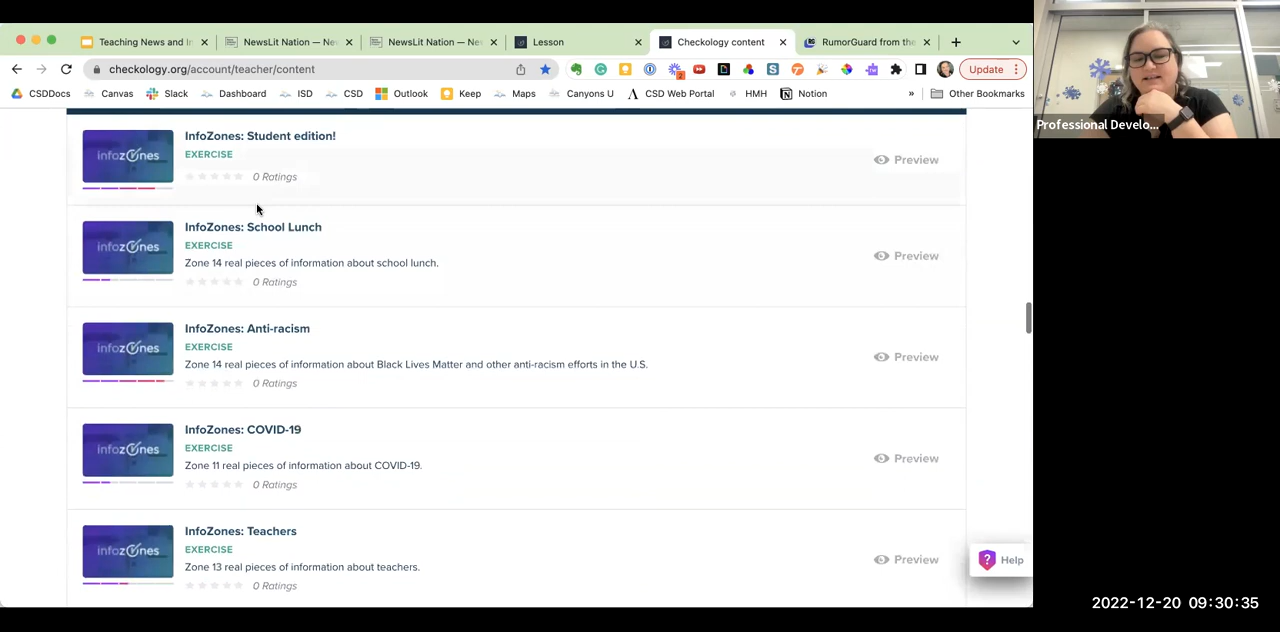 Teaching News and In
NewsLit Nation — Ne
NewsLit Nation — Ne
Lesson
Checkology content
RumorGuard from the
checkology.org/account/teacher/content
Update
CSDDocs
Canvas
Slack
Dashboard
ISD
CSD
Outlook
Keep
Maps
Canyons U
CSD Web Portal
HMH
Notion
»
Other Bookmarks
Professional Develo...
infozones
InfoZones: Student edition!
EXERCISE
0 Ratings
Preview
infozones
InfoZones: School Lunch
EXERCISE
Zone 14 real pieces of information about school lunch.
0 Ratings
Preview
infozones
InfoZones: Anti-racism
EXERCISE
Zone 14 real pieces of information about Black Lives Matter and other anti-racism efforts in the U.S.
0 Ratings
Preview
infozones
InfoZones: COVID-19
EXERCISE
Zone 11 real pieces of information about COVID-19.
0 Ratings
Preview
infozones
InfoZones: Teachers
EXERCISE
Zone 13 real pieces of information about teachers.
0 Ratings
Preview
Help
2022-12-20 09:30:35